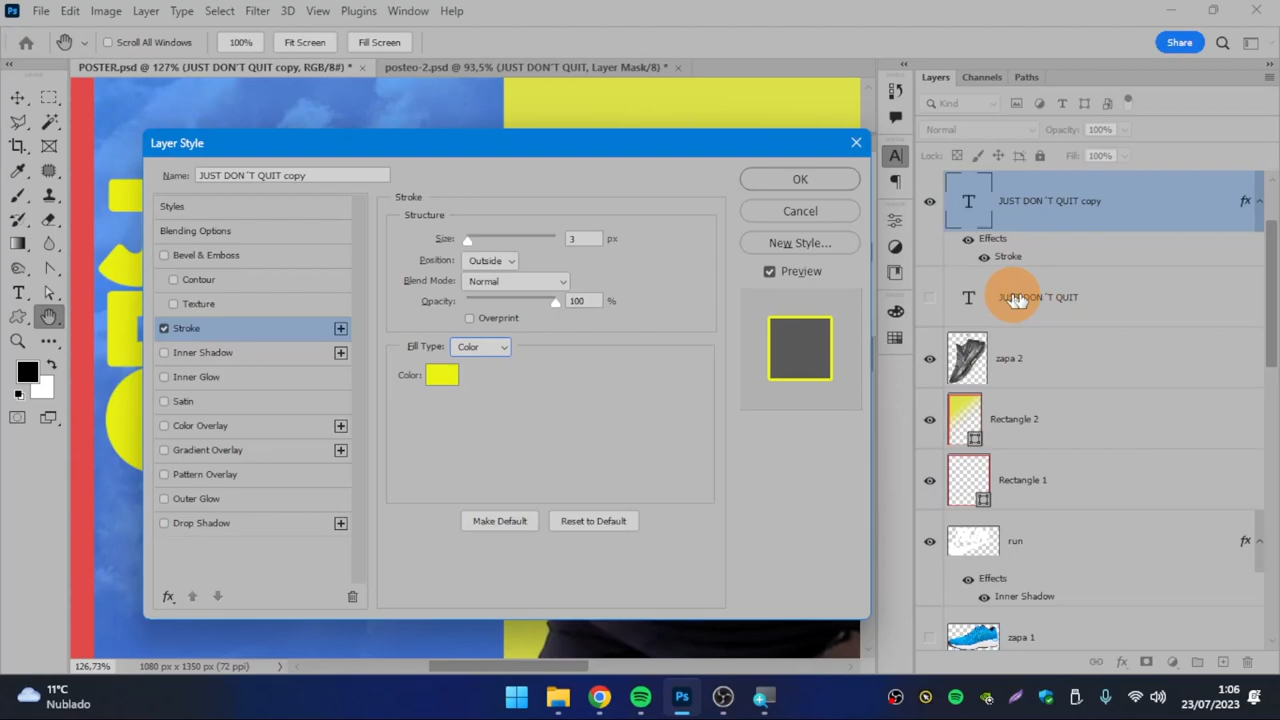 Ps File Edit Image Layer Type Select Filter 3D View Plugins Window Help
Scroll All Windows 100% Fit Screen Fill Screen Share
POSTER.psd @ 127% (JUST DON'T QUIT copy, RGB/8#) * × posteo-2.psd @ 93,5% (JUST DON'T QUIT, Layer Mask/8) * ×
Layers Channels Paths
Kind
Normal Opacity: 100%
Lock: Fill: 100%
Layer Style
Name: JUST DON´T QUIT copy
Styles
Blending Options
Bevel & Emboss
Contour
Texture
Stroke
Inner Shadow
Inner Glow
Satin
Color Overlay
Gradient Overlay
Pattern Overlay
Outer Glow
Drop Shadow
fx
Stroke
Structure
Size: 3 px
Position: Outside
Blend Mode: Normal
Opacity: 100 %
Overprint
Fill Type: Color
Color:
Make Default Reset to Default
OK
Cancel
New Style...
Preview
T JUST DON´T QUIT copy fx
Effects
Stroke
T JUST DON´T QUIT
zapa 2
Rectangle 2
Rectangle 1
run fx
Effects
Inner Shadow
zapa 1
fx
126,73% 1080 px x 1350 px (72 ppi)
11°C
Nublado
Ps
1:06
23/07/2023